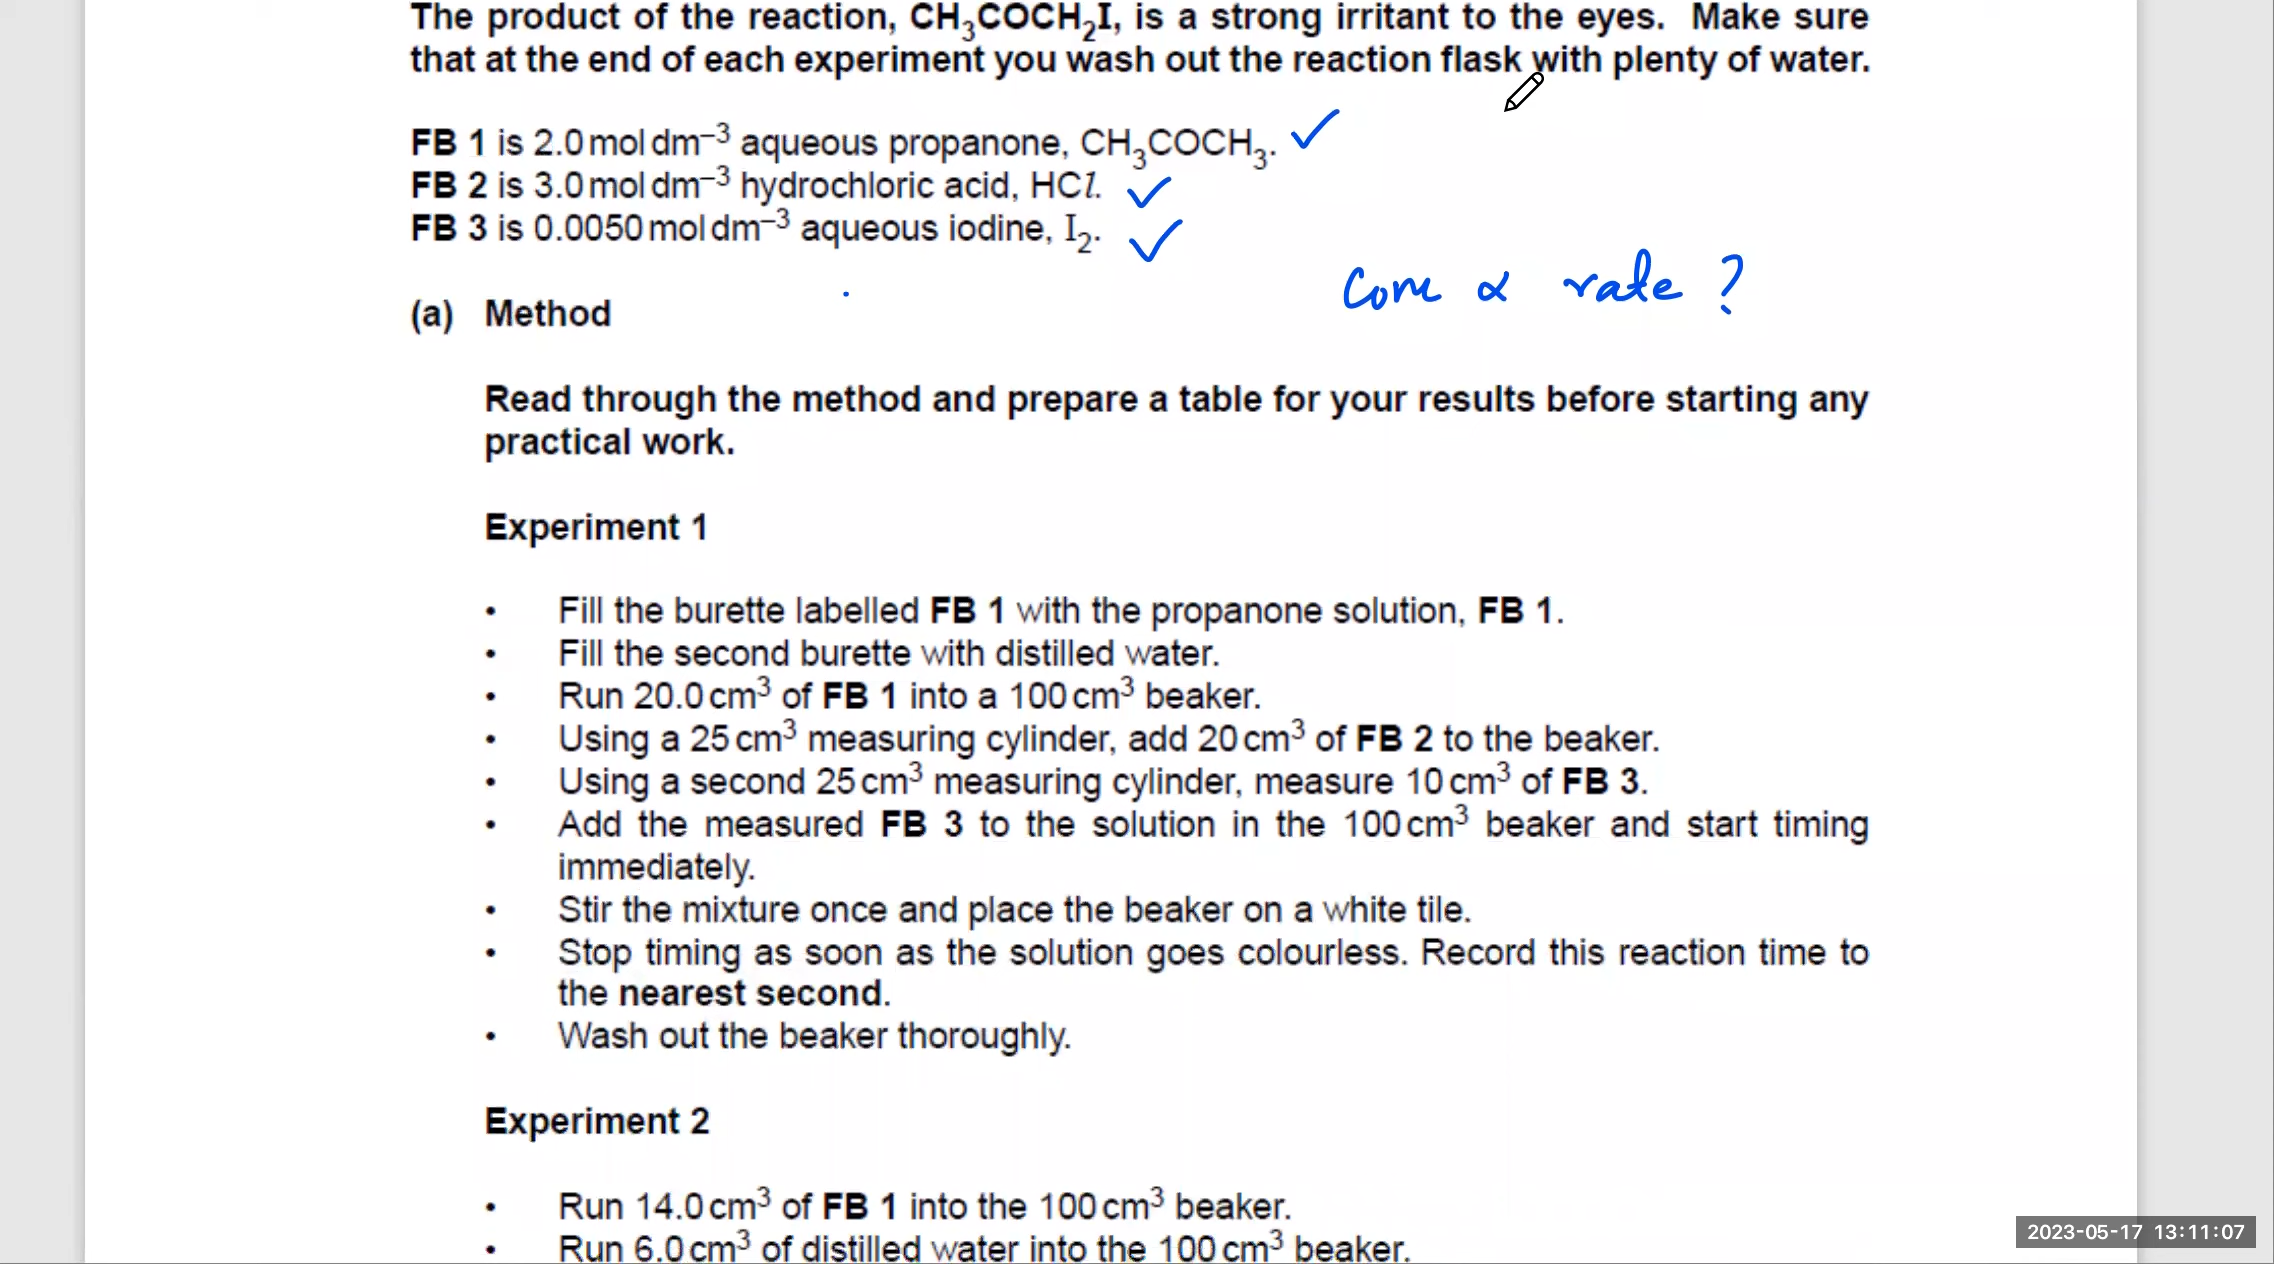 The product of the reaction, CH₃COCH₂I, is a strong irritant to the eyes. Make sure
that at the end of each experiment you wash out the reaction flask with plenty of water.
FB 1 is 2.0 mol dm⁻³ aqueous propanone, CH₃COCH₃.
FB 2 is 3.0 mol dm⁻³ hydrochloric acid, HCl.
FB 3 is 0.0050 mol dm⁻³ aqueous iodine, I₂.
Conc ∝ rate ?
(a) Method
Read through the method and prepare a table for your results before starting any
practical work.
Experiment 1
• Fill the burette labelled FB 1 with the propanone solution, FB 1.
• Fill the second burette with distilled water.
• Run 20.0 cm³ of FB 1 into a 100 cm³ beaker.
• Using a 25 cm³ measuring cylinder, add 20 cm³ of FB 2 to the beaker.
• Using a second 25 cm³ measuring cylinder, measure 10 cm³ of FB 3.
• Add the measured FB 3 to the solution in the 100 cm³ beaker and start timing
immediately.
• Stir the mixture once and place the beaker on a white tile.
• Stop timing as soon as the solution goes colourless. Record this reaction time to
the nearest second.
• Wash out the beaker thoroughly.
Experiment 2
• Run 14.0 cm³ of FB 1 into the 100 cm³ beaker.
• Run 6.0 cm³ of distilled water into the 100 cm³ beaker.
2023-05-17 13:11:07